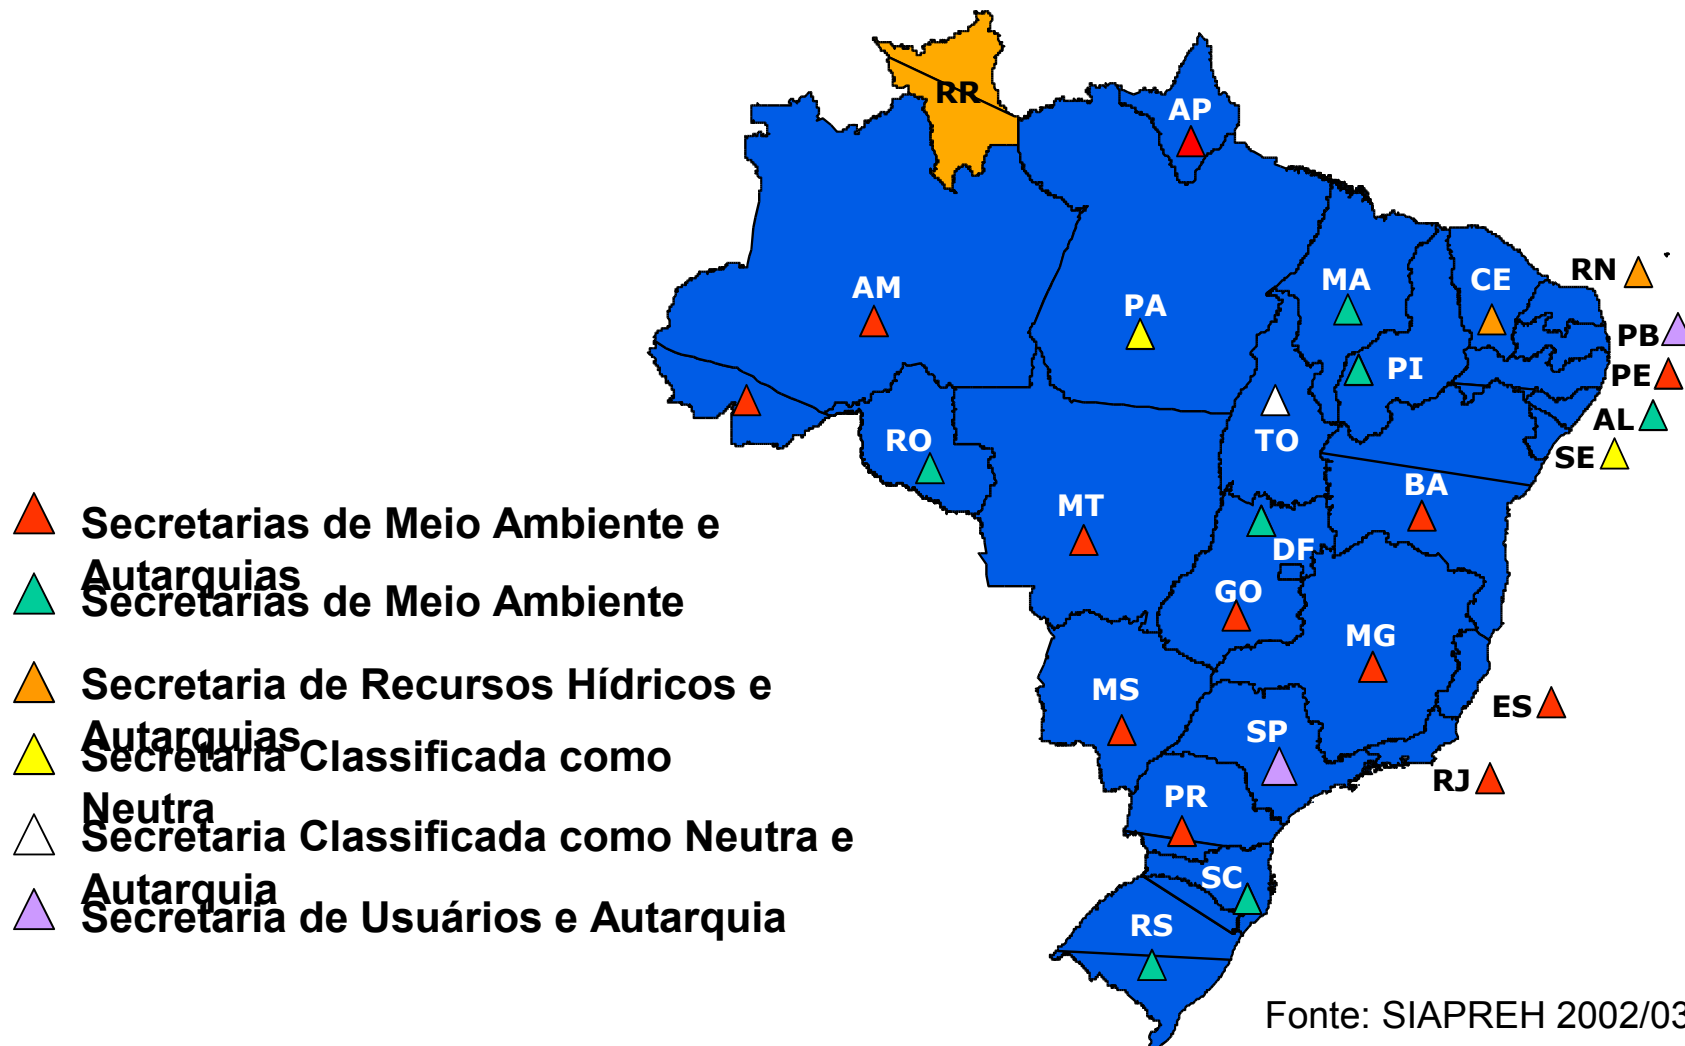 RR
AP
AM
PA
MA
CE
RN
PB
PI
PE
AL
TO
SE
RO
BA
MT
DF
GO
MG
MS
ES
SP
RJ
PR
SC
RS
Secretarias de Meio Ambiente e
Autarquias
Secretarias de Meio Ambiente
Secretaria de Recursos Hídricos e
Autarquias
Secretaria Classificada como
Neutra
Secretaria Classificada como Neutra e
Autarquia
Secretaria de Usuários e Autarquia
Fonte: SIAPREH 2002/03